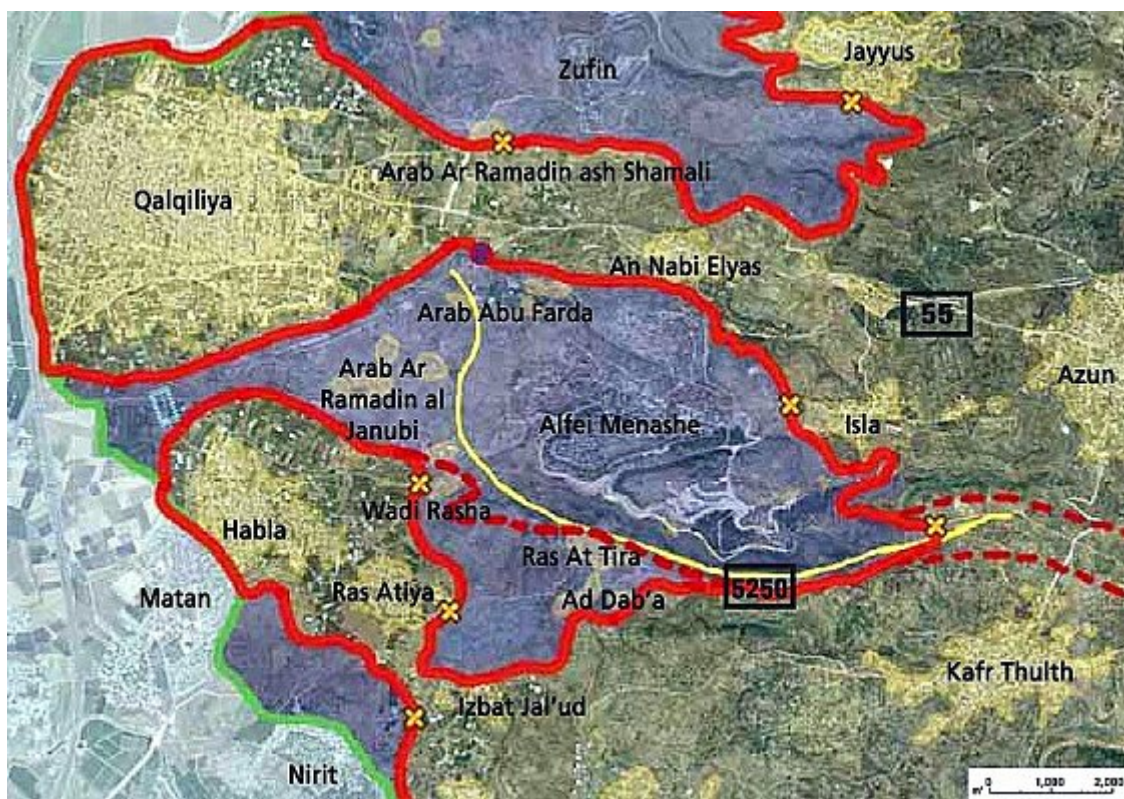 Jayyus
Zufin
Arab Ar Ramadin ash Shamali
Qalqiliya
An Nabi Elyas
Arab Abu Farda
55
Arab Ar
Ramadin al
Janubi
Azun
Alfei Menashe
Isla
Wadi Rasha
Habla
Ras At Tira
5250
Ras Atiya
Ad Dab'a
Matan
Kafr Thulth
Izbat Jal'ud
Nirit
0 1,000 2,000